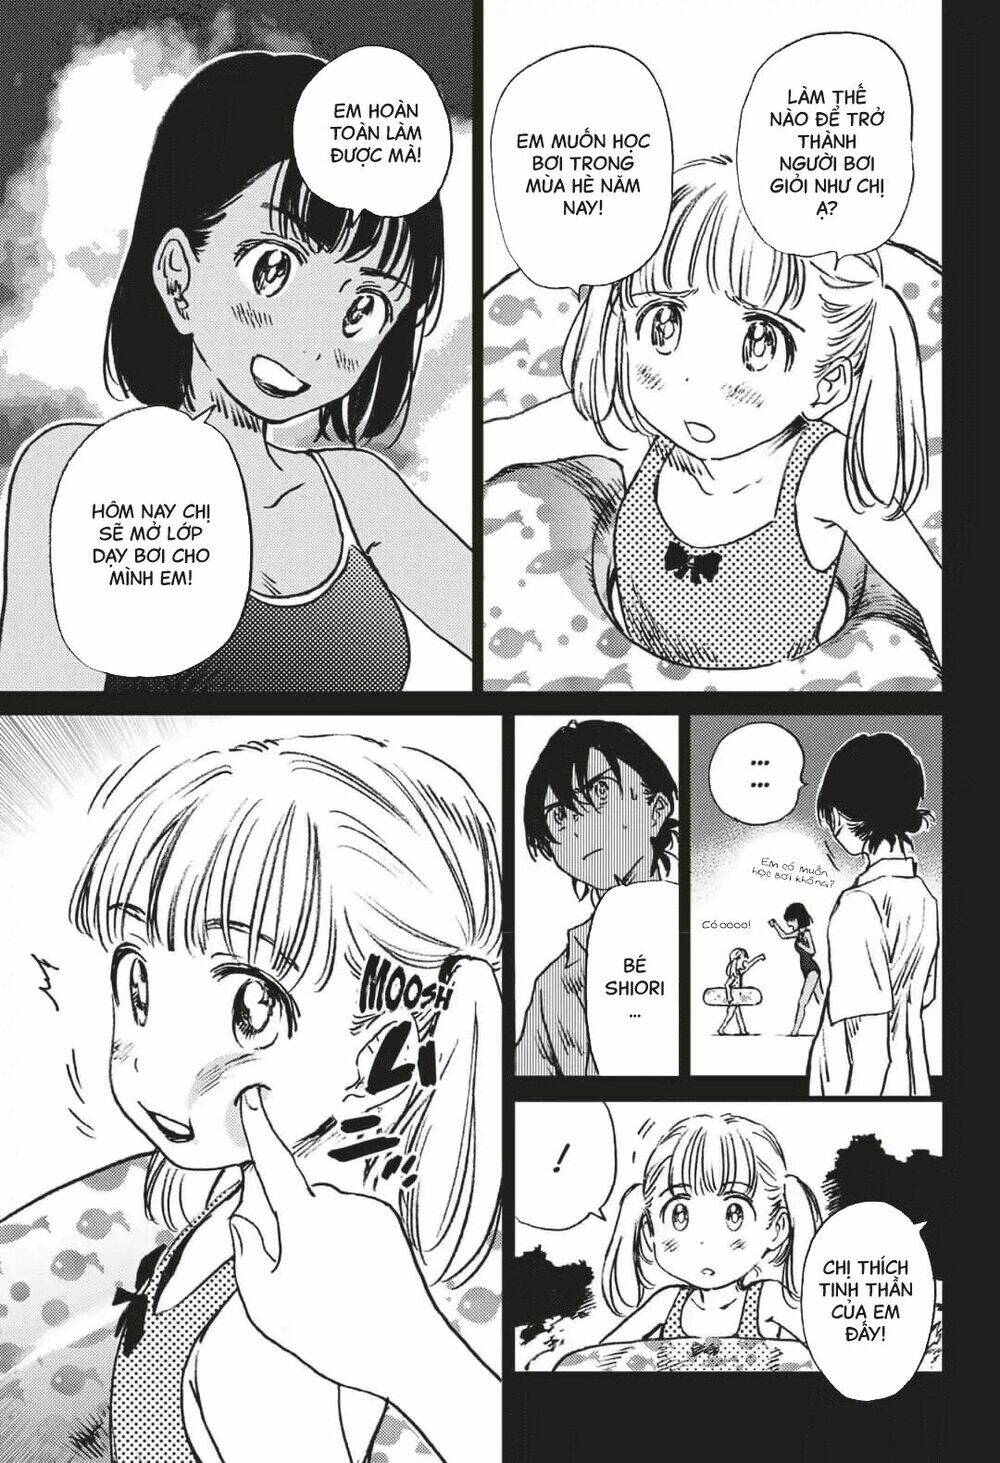 LÀM THẾ
NÀO ĐỂ TRỞ
THÀNH
NGƯỜI BƠI
GIỎI NHƯ CHỊ
Ạ?
EM MUỐN HỌC
BƠI TRONG
MÙA HÈ NĂM
NAY!
EM HOÀN
TOÀN LÀM
ĐƯỢC MÀ!
HÔM NAY CHỊ
SẼ MỞ LỚP
DẠY BƠI CHO
MÌNH EM!
...
...
Em có muốn
học bơi không?
Có oooo!
BÉ
SHIORI
...
!
CHỊ THÍCH
TINH THẦN
CỦA EM
ĐẤY!
MOOSH